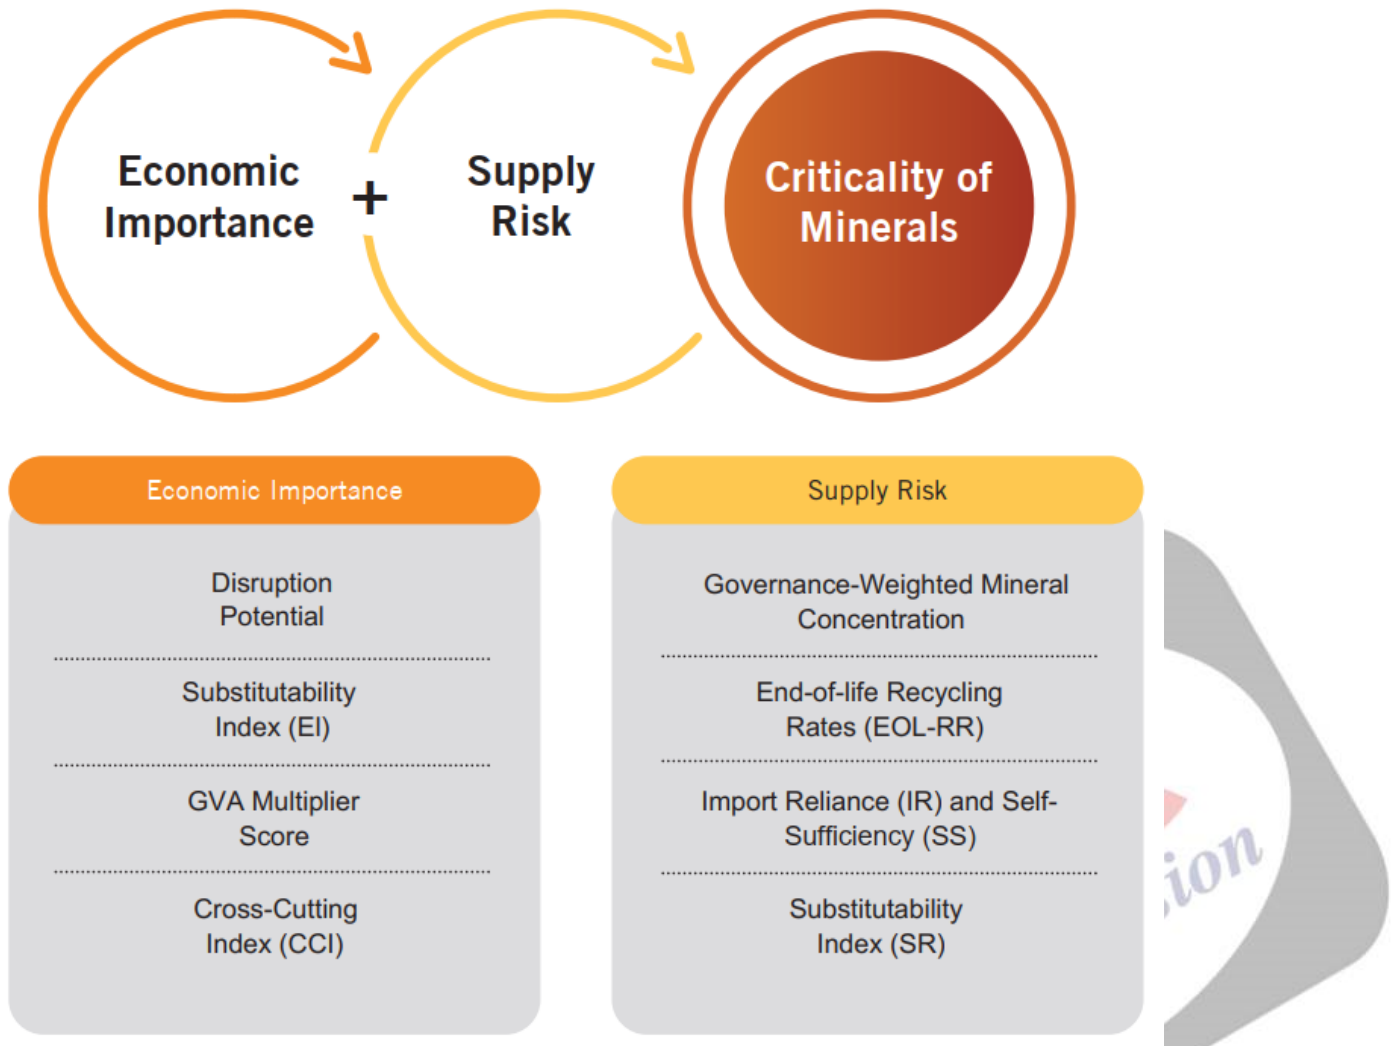 Economic
Importance
+
Supply
Risk
Criticality of
Minerals
Economic Importance
Disruption
Potential
Substitutability
Index (EI)
GVA Multiplier
Score
Cross-Cutting
Index (CCI)
Supply Risk
Governance-Weighted Mineral
Concentration
End-of-life Recycling
Rates (EOL-RR)
Import Reliance (IR) and Self-
Sufficiency (SS)
Substitutability
Index (SR)